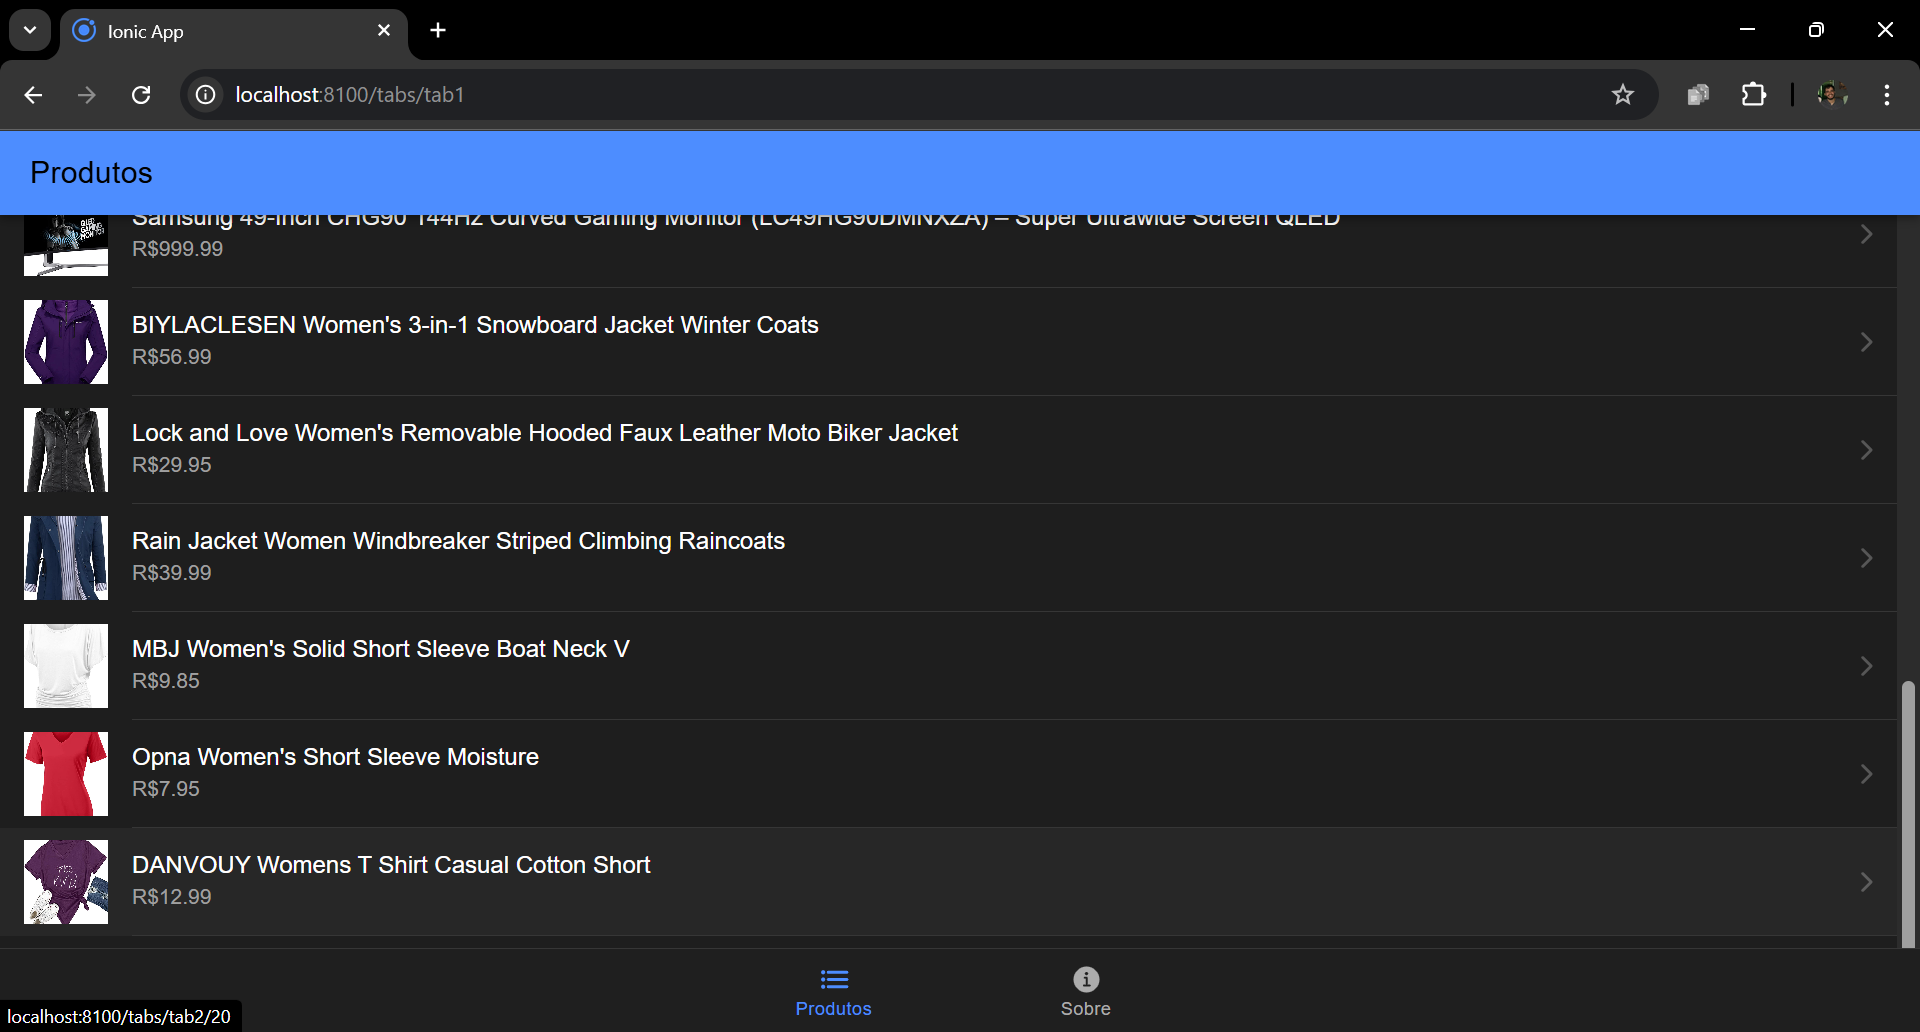 Ionic App
localhost:8100/tabs/tab1
Produtos
Samsung 49-Inch CHG90 144Hz Curved Gaming Monitor (LC49HG90DMNXZA) – Super Ultrawide Screen QLED
R$999.99
BIYLACLESEN Women's 3-in-1 Snowboard Jacket Winter Coats
R$56.99
Lock and Love Women's Removable Hooded Faux Leather Moto Biker Jacket
R$29.95
Rain Jacket Women Windbreaker Striped Climbing Raincoats
R$39.99
MBJ Women's Solid Short Sleeve Boat Neck V
R$9.85
Opna Women's Short Sleeve Moisture
R$7.95
DANVOUY Womens T Shirt Casual Cotton Short
R$12.99
Produtos
Sobre
localhost:8100/tabs/tab2/20